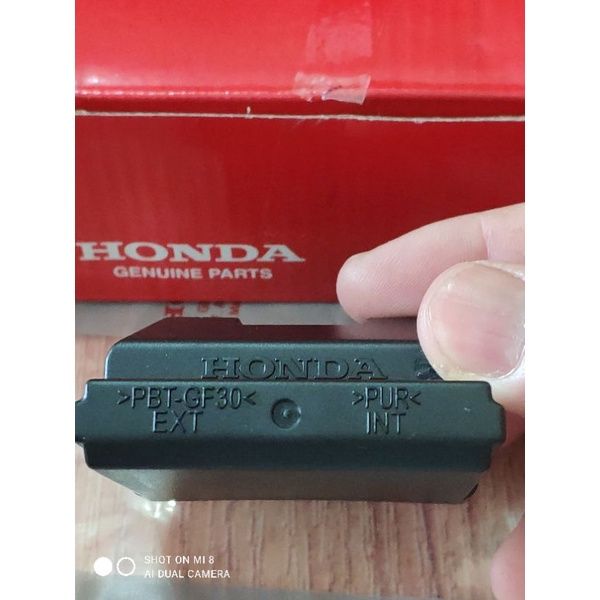 HONDA
GENUINE PARTS
HONDA
>PBT-GF30< >PUR<
EXT INT
SHOT ON MI 8
AI DUAL CAMERA